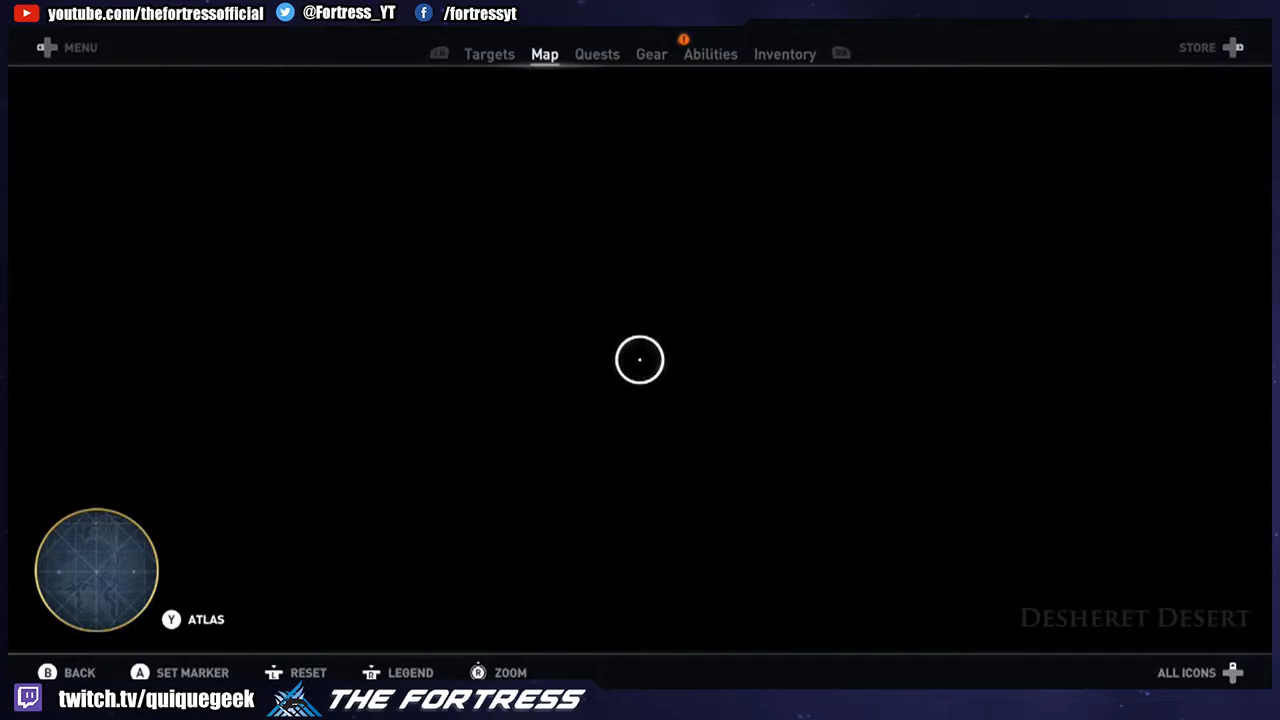 youtube.com/thefortressofficial @Fortress_YT /fortressyt
MENU Targets Map Quests Gear Abilities Inventory STORE
Y ATLAS
DESHERET DESERT
B BACK A SET MARKER RESET LEGEND R ZOOM ALL ICONS
twitch.tv/quiquegeek THE FORTRESS